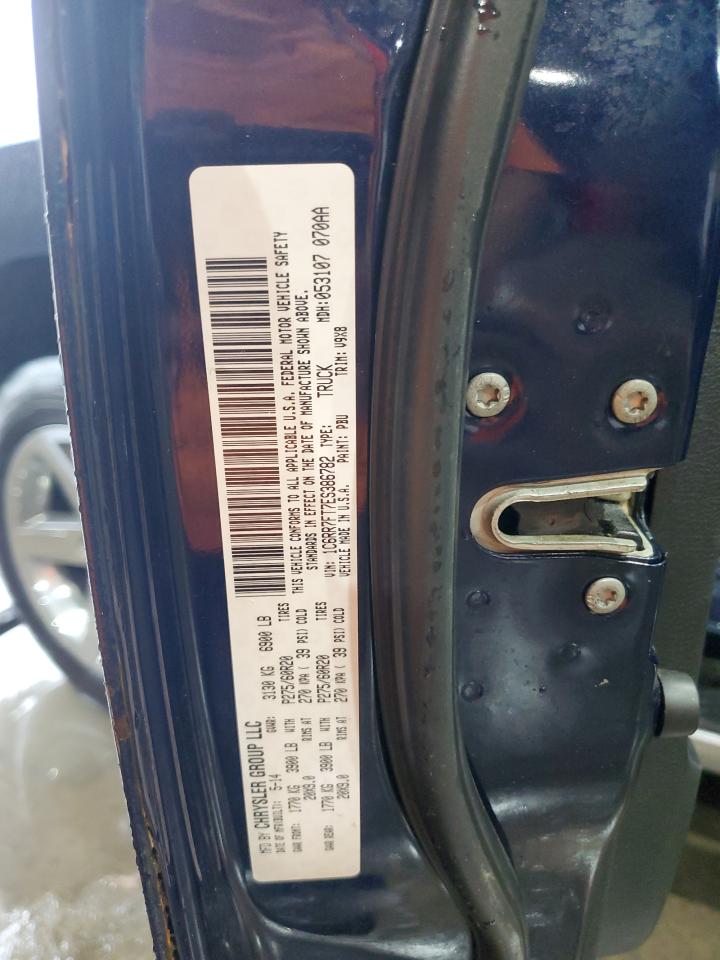 MFD BY CHRYSLER GROUP LLC
DATE OF MFR(BUILT): 5-14 GVWR: 3130 KG 6900 LB
GAWR FRONT: 1770 KG 3900 LB WITH P275/60R20 TIRES
20X9.0 RIMS AT 270 KPA ( 39 PSI) COLD
GAWR REAR: 1770 KG 3900 LB WITH P275/60R20 TIRES
20X9.0 RIMS AT 270 KPA ( 39 PSI) COLD
THIS VEHICLE CONFORMS TO ALL APPLICABLE U.S.A. FEDERAL MOTOR VEHICLE SAFETY
STANDARDS IN EFFECT ON THE DATE OF MANUFACTURE SHOWN ABOVE.
VIN: 1C6RR7FT7ES386782 TYPE: TRUCK MDH:053107 070AA
VEHICLE MADE IN U.S.A. PAINT: PBU TRIM: V9X8